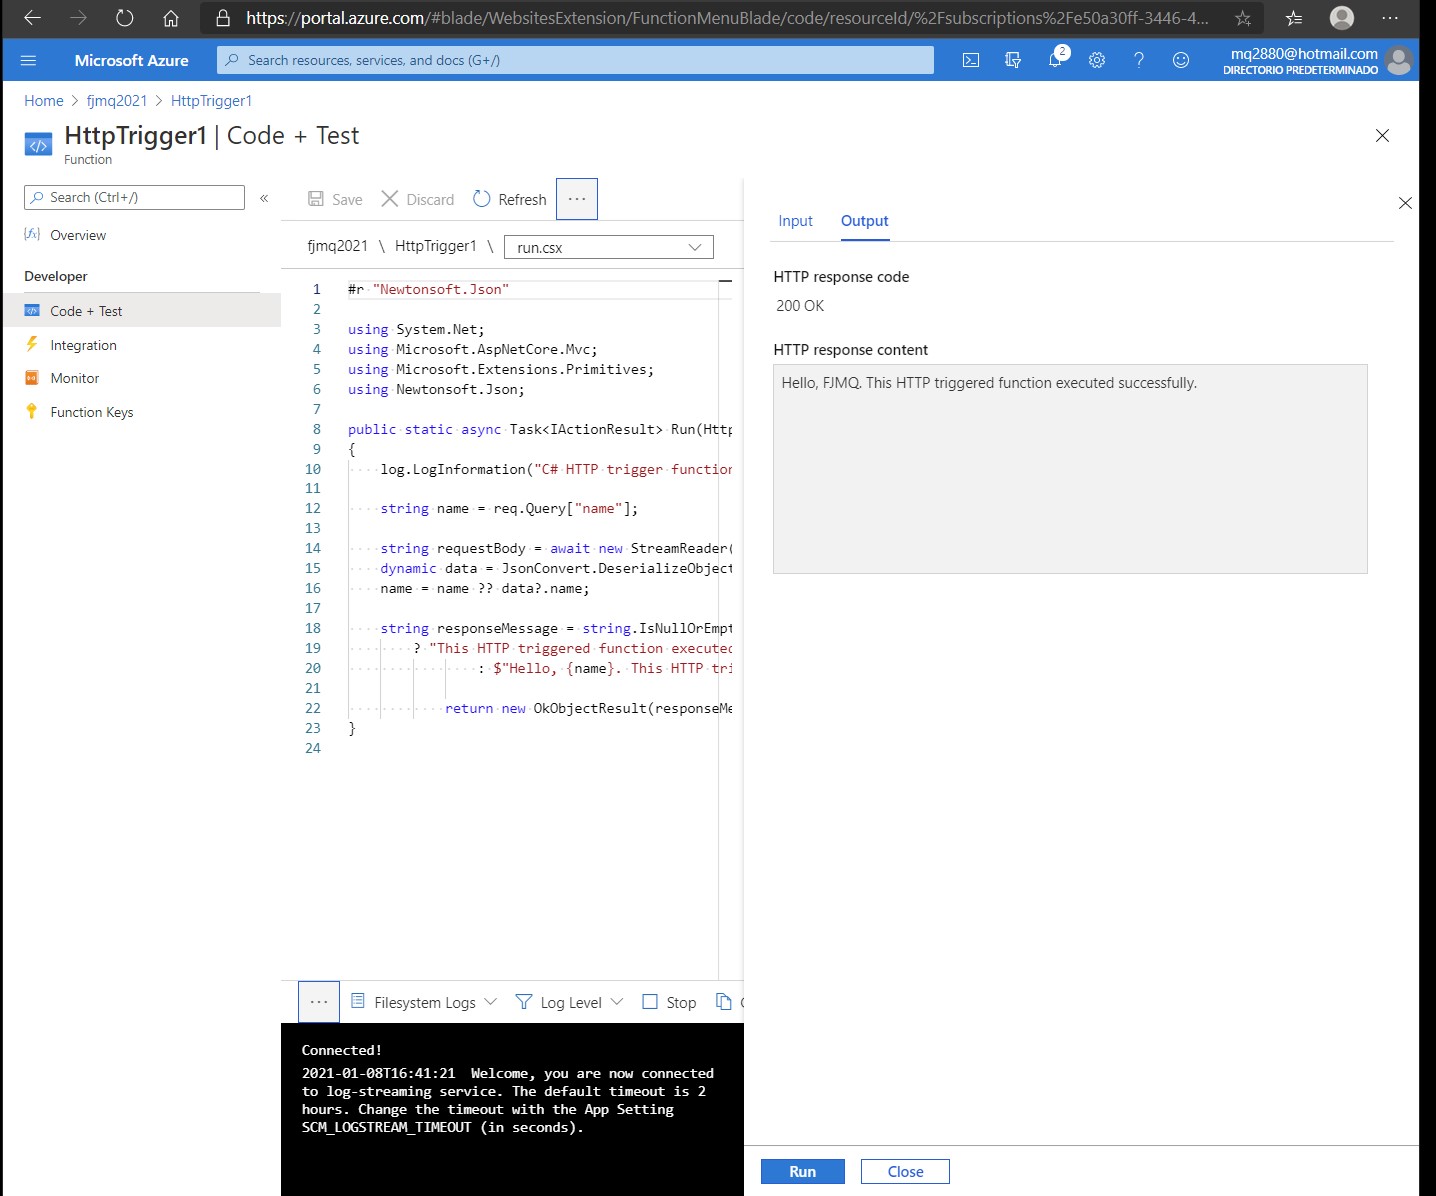 https://portal.azure.com/#blade/WebsitesExtension/FunctionMenuBlade/code/resourceId/%2Fsubscriptions%2Fe50a30ff-3446-4...
Microsoft Azure
Search resources, services, and docs (G+/)
2
mq2880@hotmail.com
DIRECTORIO PREDETERMINADO
Home > fjmq2021 > HttpTrigger1
HttpTrigger1 | Code + Test
Function
Search (Ctrl+/)
«
Overview
Developer
Code + Test
Integration
Monitor
Function Keys
Save
Discard
Refresh
...
fjmq2021 \ HttpTrigger1 \ run.csx
1 #r "Newtonsoft.Json"
2
3 using System.Net;
4 using Microsoft.AspNetCore.Mvc;
5 using Microsoft.Extensions.Primitives;
6 using Newtonsoft.Json;
7
8 public static async Task<IActionResult> Run(Http
9 {
10 log.LogInformation("C# HTTP trigger function
11
12 string name = req.Query["name"];
13
14 string requestBody = await new StreamReader(
15 dynamic data = JsonConvert.DeserializeObject
16 name = name ?? data?.name;
17
18 string responseMessage = string.IsNullOrEmpt
19 ? "This HTTP triggered function executed
20 : $"Hello, {name}. This HTTP tri
21
22 return new OkObjectResult(responseMe
23 }
24
... Filesystem Logs Log Level Stop
Connected!
2021-01-08T16:41:21 Welcome, you are now connected
to log-streaming service. The default timeout is 2
hours. Change the timeout with the App Setting
SCM_LOGSTREAM_TIMEOUT (in seconds).
Input Output
HTTP response code
200 OK
HTTP response content
Hello, FJMQ. This HTTP triggered function executed successfully.
Run Close